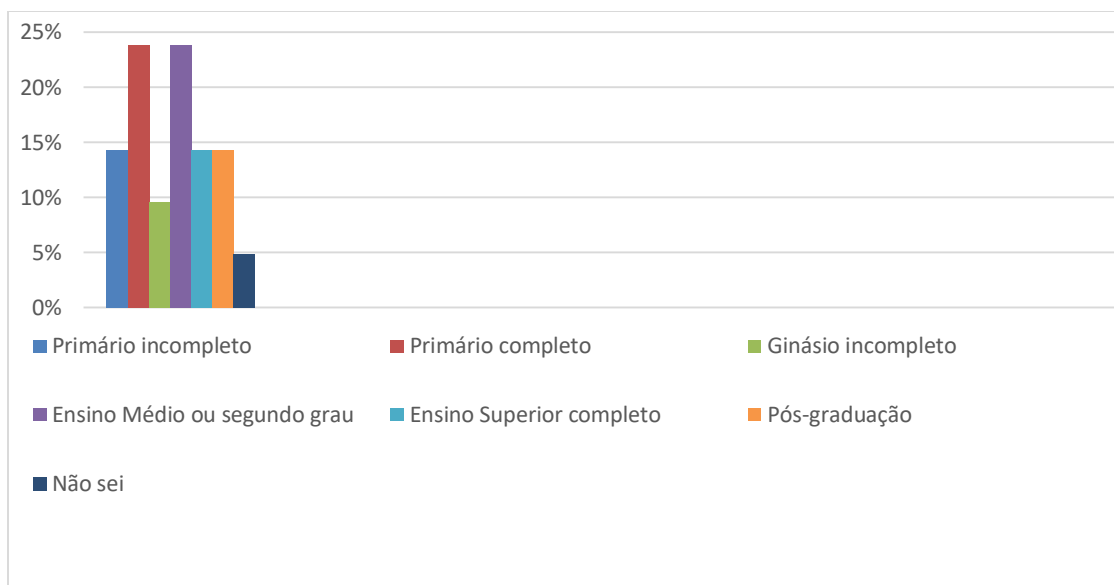 25%
20%
15%
10%
5%
0%
Primário incompleto
Primário completo
Ginásio incompleto
Ensino Médio ou segundo grau
Ensino Superior completo
Pós-graduação
Não sei